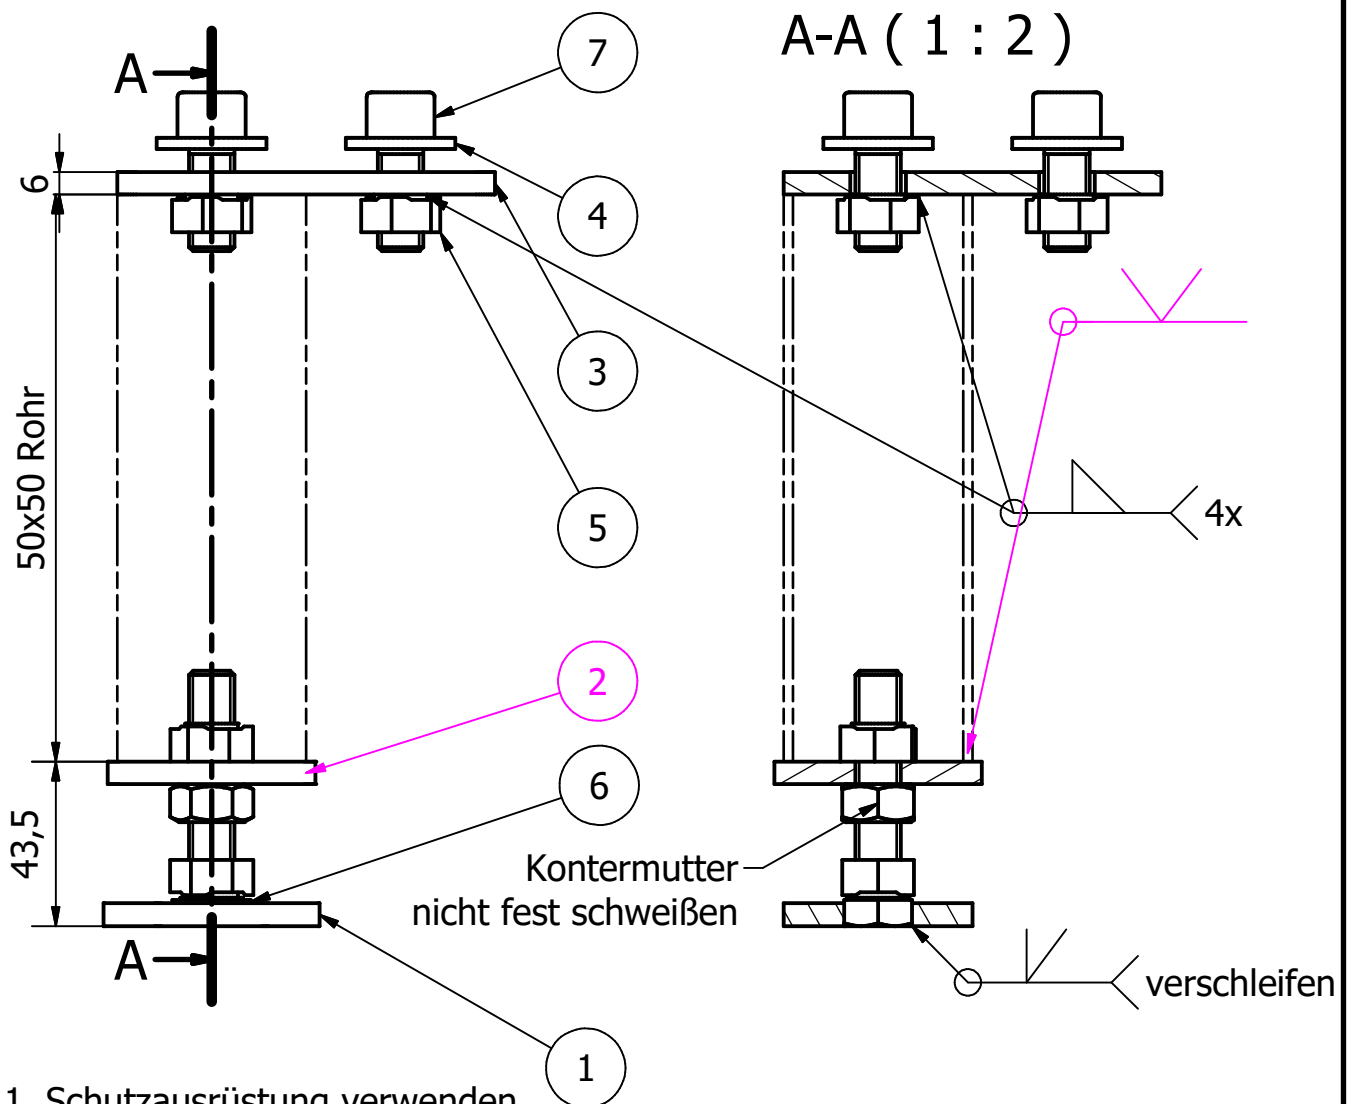 A-A ( 1 : 2 )
A
7
6
4
3
50x50 Rohr
5
4x
2
6
43,5
Kontermutter
nicht fest schweißen
A
verschleifen
1
1. Schutzausrüstung verwenden